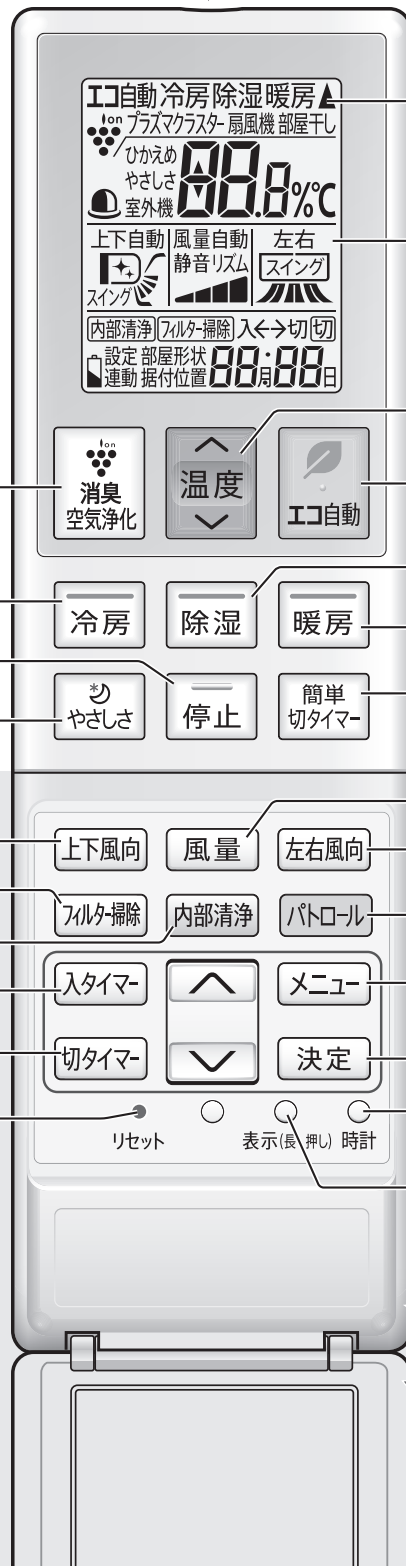 エコ自動 冷房 除湿 暖房
ion プラズマクラスター 扇風機 部屋干し
ひかえめ
やさしさ
室外機 88.8%℃
上下自動 風量自動 左右
静音 リズム スイング
スイング
内部清浄 フィルター掃除 入←→切 切
設定 部屋形状
連動 据付位置 88月:88日
ion
消臭
空気浄化
温度
エコ自動
冷房 除湿 暖房
やさしさ
停止
簡単
切タイマー
上下風向 風量 左右風向
フィルター掃除 内部清浄 パトロール
入タイマー メニュー
切タイマー 決定
リセット 表示(長押し) 時計